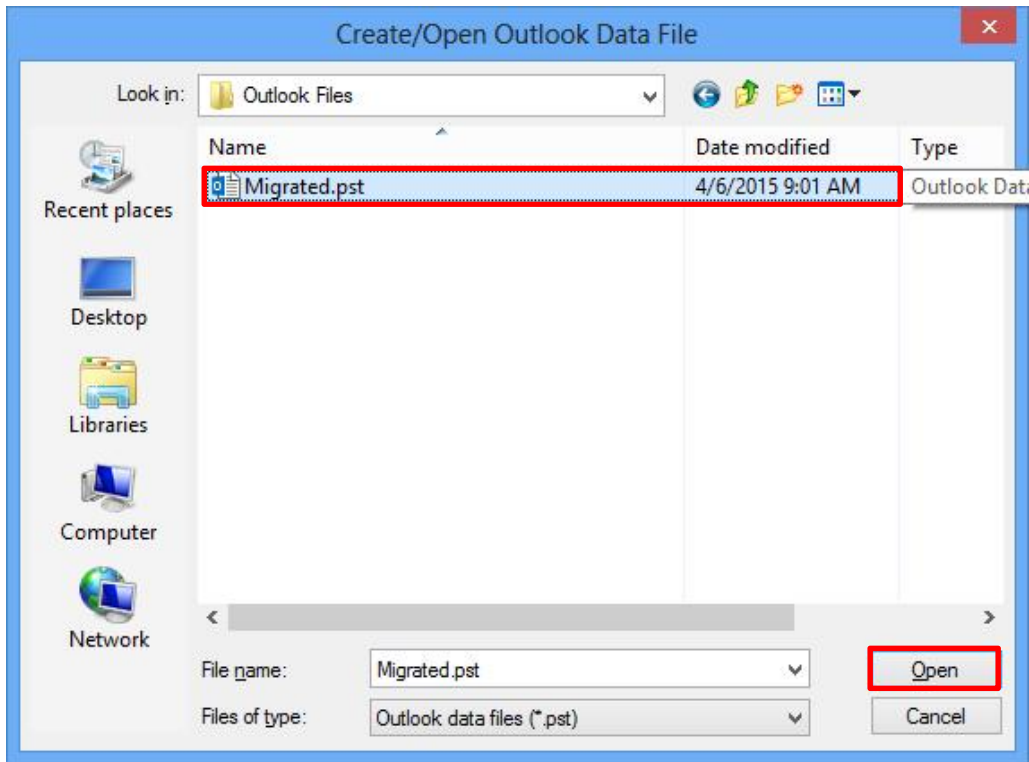 Create/Open Outlook Data File
Look in: Outlook Files
Name Date modified Type
Migrated.pst 4/6/2015 9:01 AM Outlook Data
Recent places
Desktop
Libraries
Computer
Network
File name: Migrated.pst Open
Files of type: Outlook data files (*.pst) Cancel